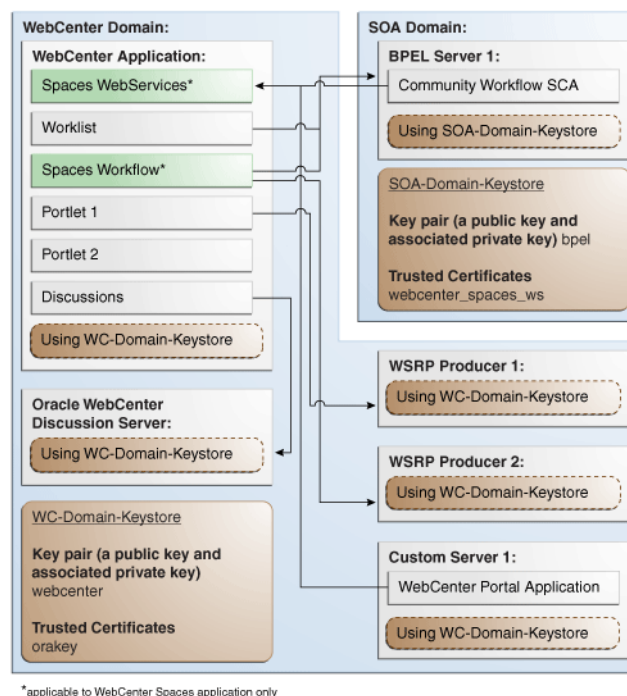 WebCenter Domain:
WebCenter Application:
Spaces WebServices*
Worklist
Spaces Workflow*
Portlet 1
Portlet 2
Discussions
Using WC-Domain-Keystore
Oracle WebCenter
Discussion Server:
Using WC-Domain-Keystore
WC-Domain-Keystore
Key pair (a public key and
associated private key)
webcenter
Trusted Certificates
orakey
SOA Domain:
BPEL Server 1:
Community Workflow SCA
Using SOA-Domain-Keystore
SOA-Domain-Keystore
Key pair (a public key and
associated private key) bpel
Trusted Certificates
webcenter_spaces_ws
WSRP Producer 1:
Using WC-Domain-Keystore
WSRP Producer 2:
Using WC-Domain-Keystore
Custom Server 1:
WebCenter Portal Application
Using WC-Domain-Keystore
*applicable to WebCenter Spaces application only